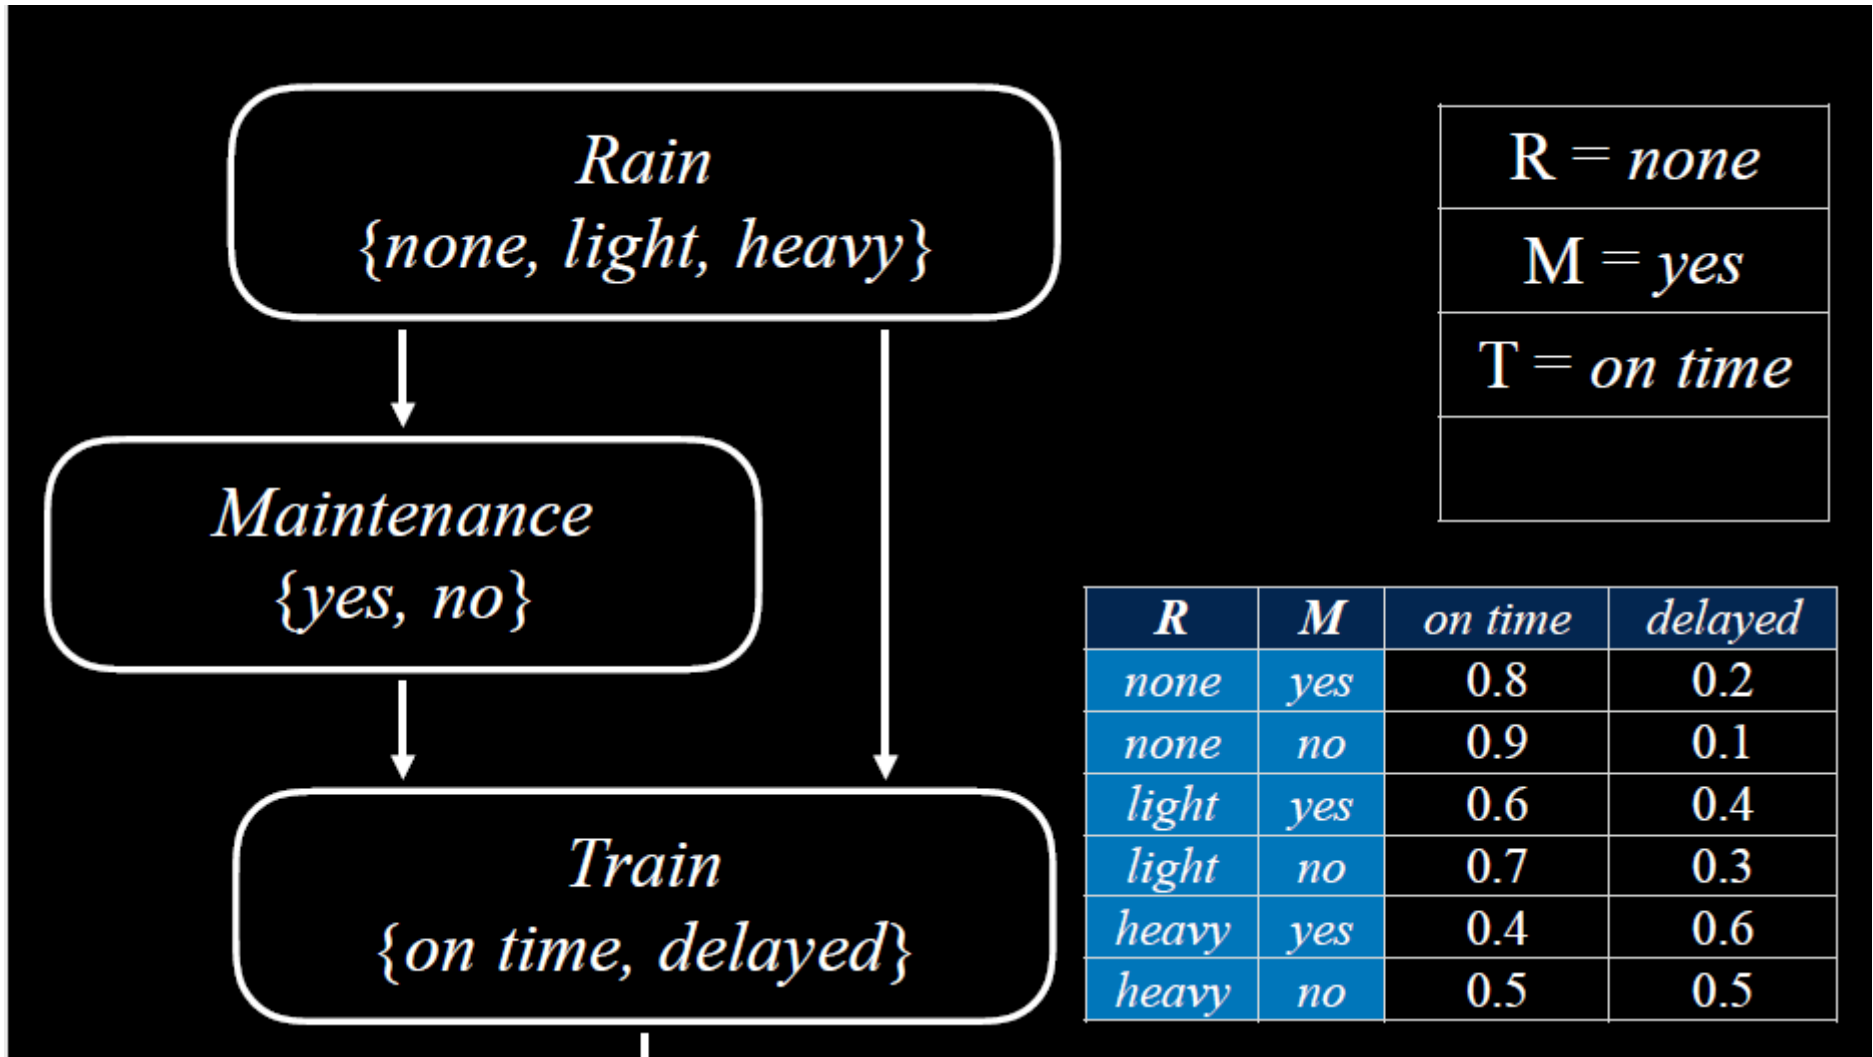 Rain
{none, light, heavy}
Maintenance
{yes, no}
Train
{on time, delayed}
R = none
M = yes
T = on time
R M on time delayed
none yes 0.8 0.2
none no 0.9 0.1
light yes 0.6 0.4
light no 0.7 0.3
heavy yes 0.4 0.6
heavy no 0.5 0.5